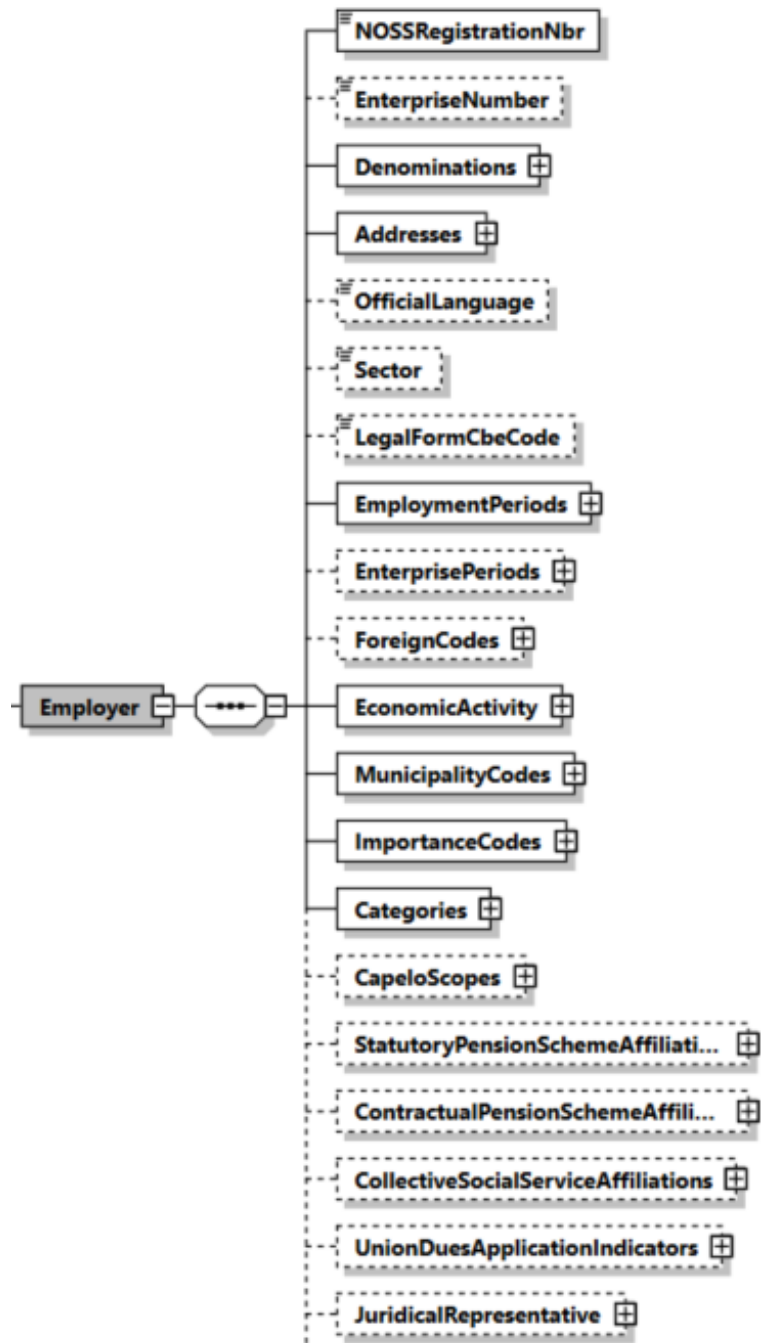 NOSSRegistrationNbr
EnterpriseNumber
Denominations
Addresses
OfficialLanguage
Sector
LegalFormCbeCode
EmploymentPeriods
EnterprisePeriods
ForeignCodes
Employer
EconomicActivity
MunicipalityCodes
ImportanceCodes
Categories
CapeloScopes
StatutoryPensionSchemeAffiliati...
ContractualPensionSchemeAffili...
CollectiveSocialServiceAffiliations
UnionDuesApplicationIndicators
JuridicalRepresentative